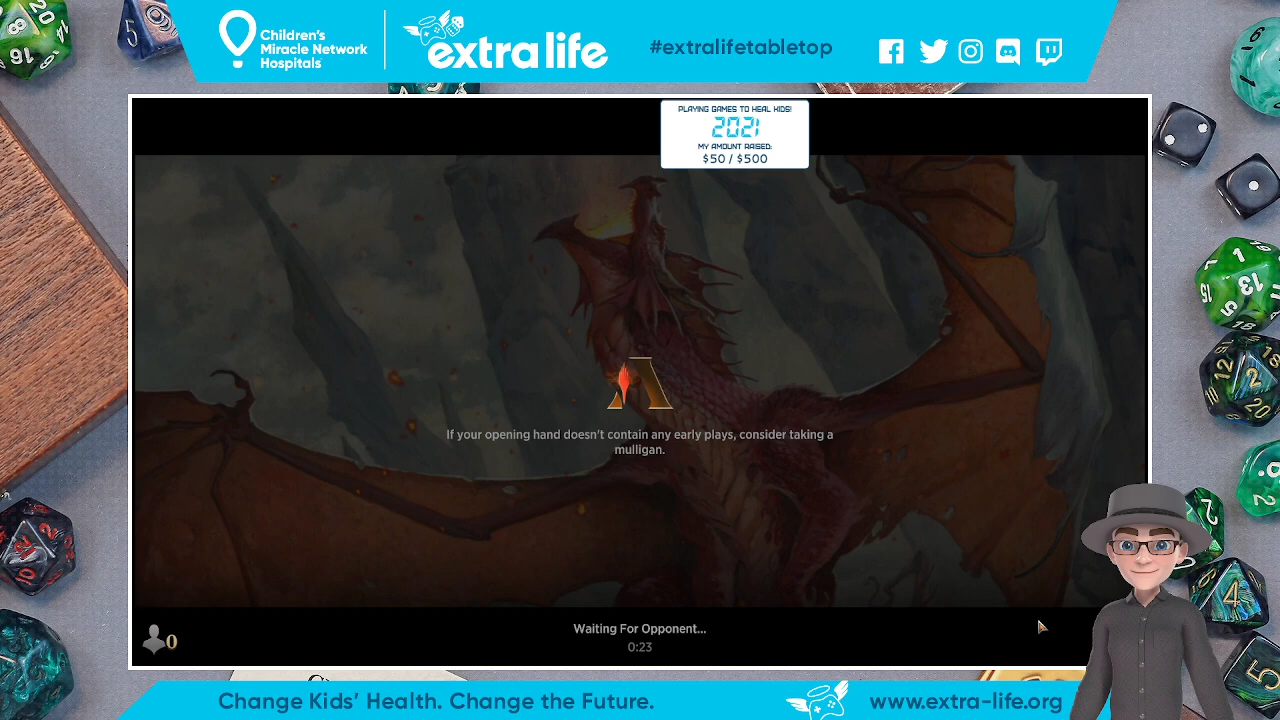 Children's
Miracle Network
Hospitals
extralife
#extralifetabletop
PLAYING GAMES TO HEAL KIDS!
2021
MY AMOUNT RAISED:
$50 / $500
If your opening hand doesn't contain any early plays, consider taking a
mulligan.
Waiting For Opponent...
0:23
0
Change Kids' Health. Change the Future.
www.extra-life.org